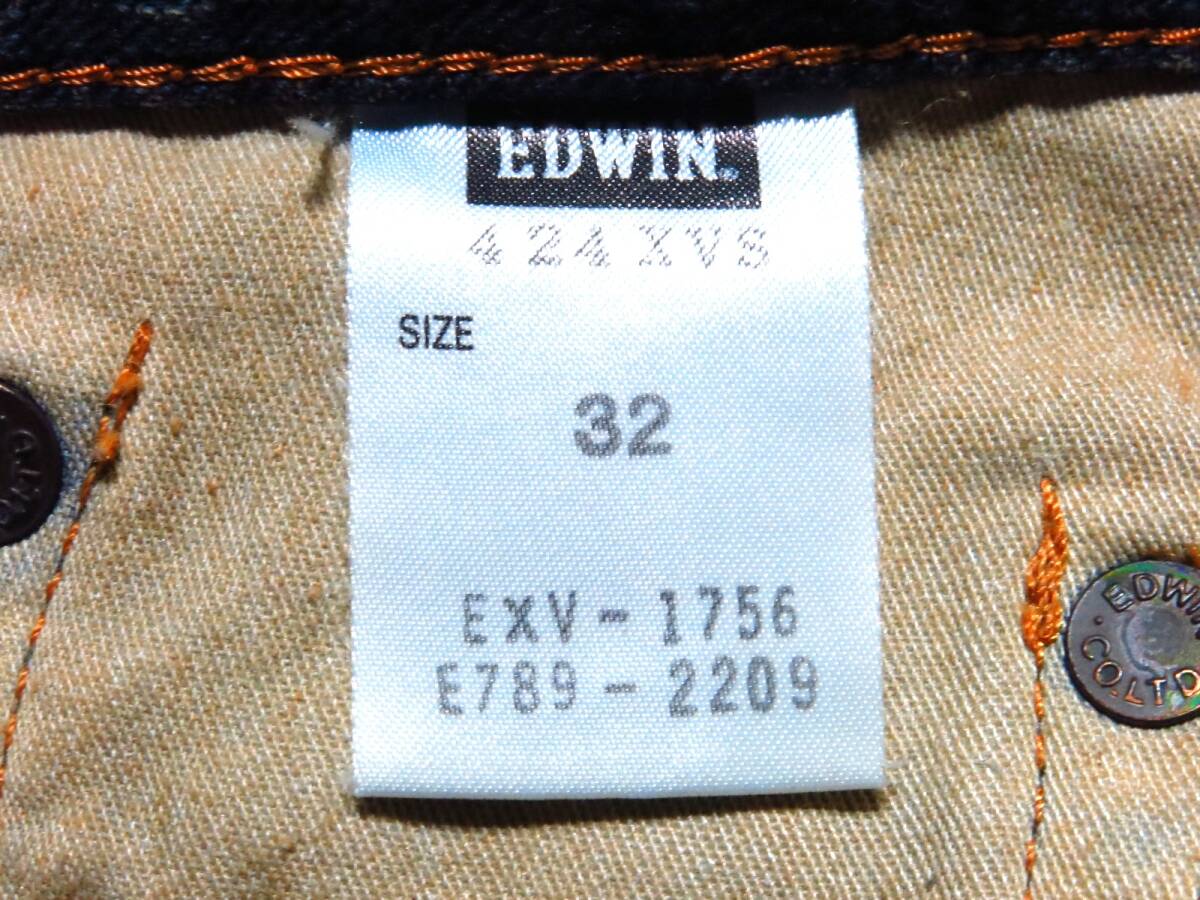 EDWIN.
424XVS
SIZE
32
EXV-1756
E789-2209
EDWIN
CO.LTD